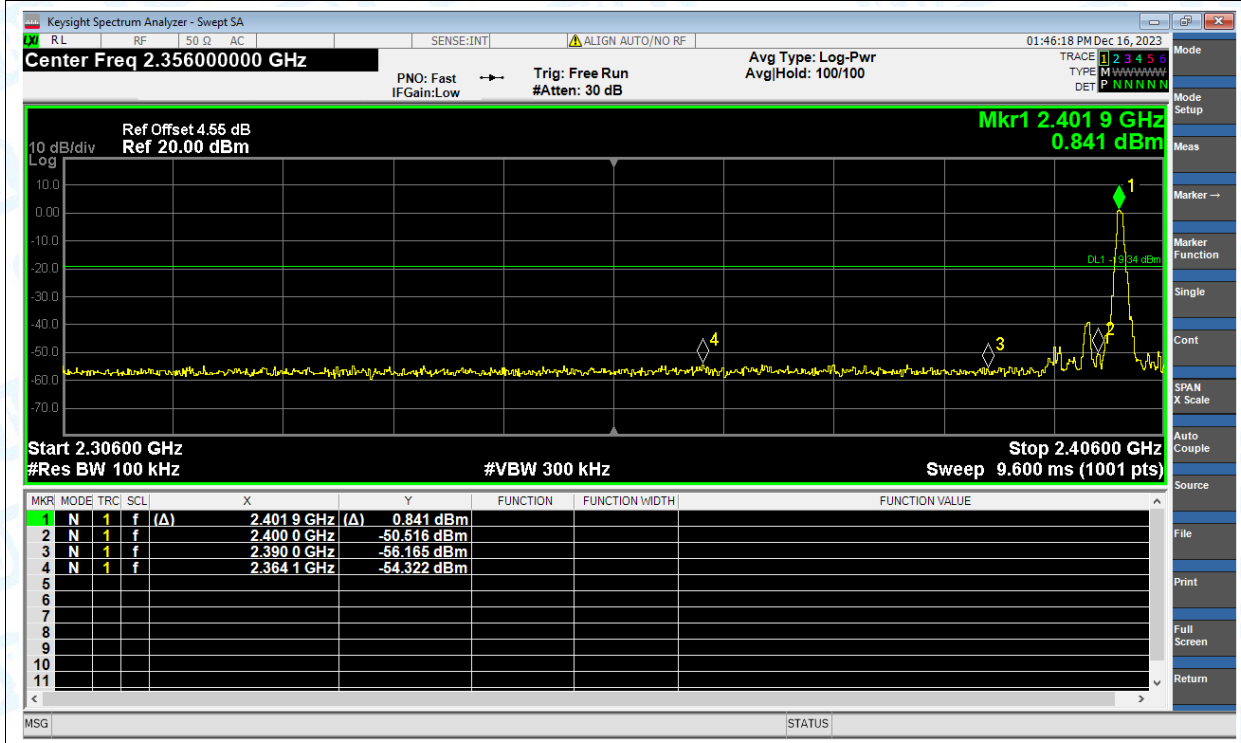 Keysight Spectrum Analyzer - Swept SA
LXI RL RF 50 Ω AC SENSE:INT ALIGN AUTO/NO RF 01:46:18 PM Dec 16, 2023
Center Freq 2.356000000 GHz
PNO: Fast
IFGain:Low
Trig: Free Run
#Atten: 30 dB
Avg Type: Log-Pwr
Avg|Hold: 100/100
TRACE 1 2 3 4 5 6
TYPE M WWWWW
DET P N N N N N
Mkr1 2.401 9 GHz
0.841 dBm
Ref Offset 4.55 dB
10 dB/div Ref 20.00 dBm
Log
10.0
0.00
-10.0
-20.0
-30.0
-40.0
-50.0
-60.0
-70.0
1
DL1 -19.34 dBm
2
3
4
Start 2.30600 GHz Stop 2.40600 GHz
#Res BW 100 kHz #VBW 300 kHz Sweep 9.600 ms (1001 pts)
MKR MODE TRC SCL X Y FUNCTION FUNCTION WIDTH FUNCTION VALUE
1 N 1 f (Δ) 2.401 9 GHz (Δ) 0.841 dBm
2 N 1 f 2.400 0 GHz -50.516 dBm
3 N 1 f 2.390 0 GHz -56.165 dBm
4 N 1 f 2.364 1 GHz -54.322 dBm
5
6
7
8
9
10
11
MSG STATUS
Mode
Mode
Setup
Meas
Marker →
Marker
Function
Single
Cont
SPAN
X Scale
Auto
Couple
Source
File
Print
Full
Screen
Return